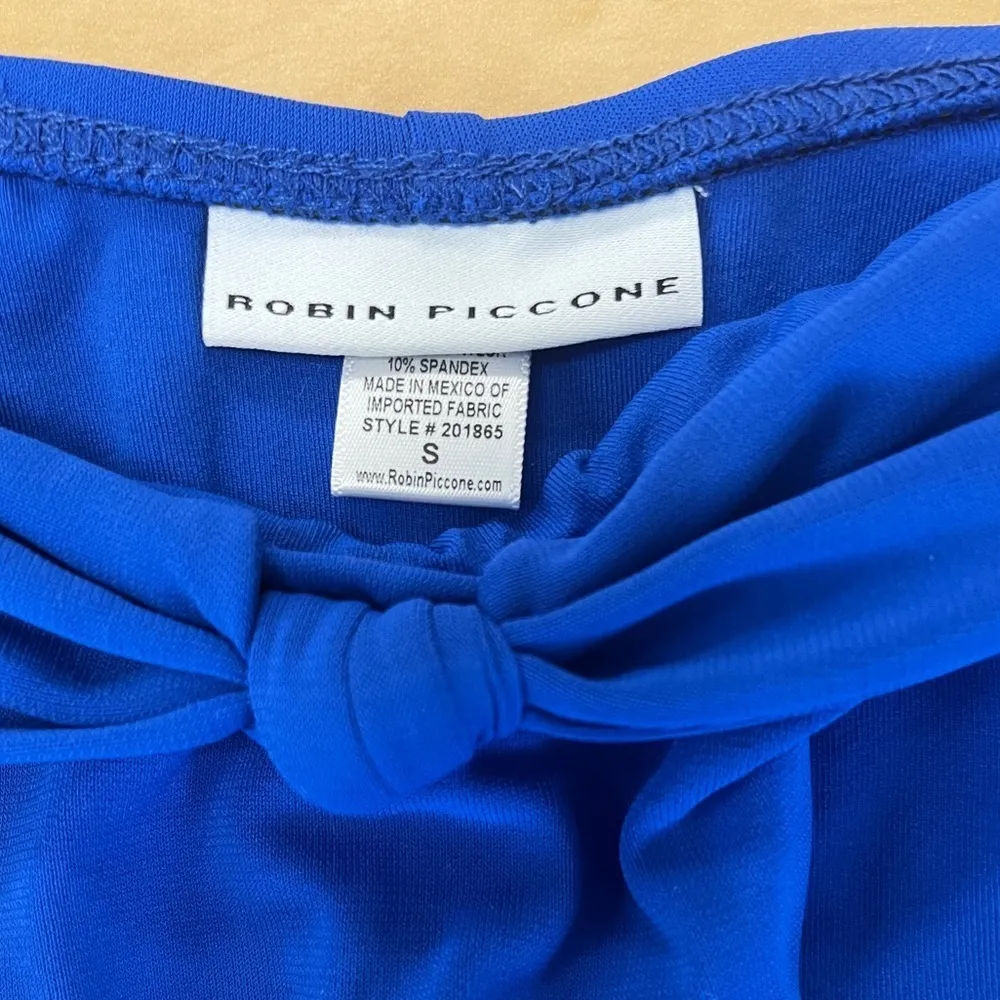 ROBIN PICCONE
10% SPANDEX
MADE IN MEXICO OF
IMPORTED FABRIC
STYLE # 201865
S
www.RobinPiccone.com